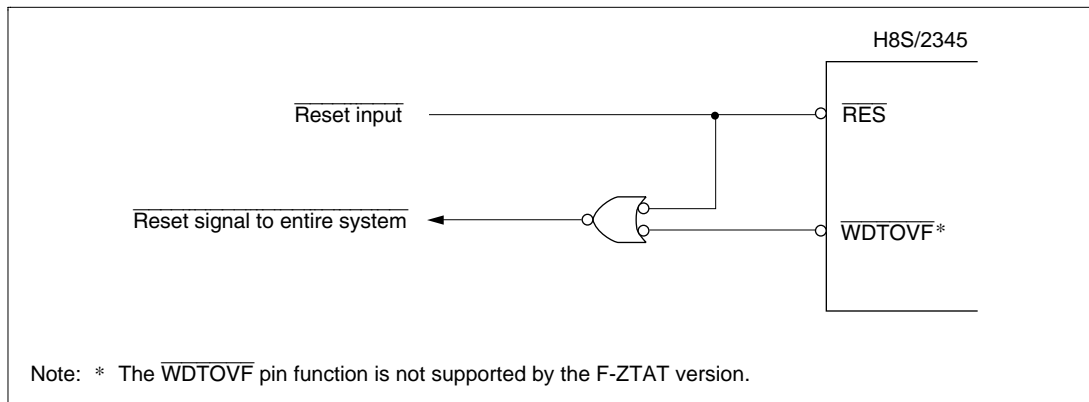 H8S/2345
Reset input
RES
Reset signal to entire system
WDTOVF*
Note: * The WDTOVF pin function is not supported by the F-ZTAT version.